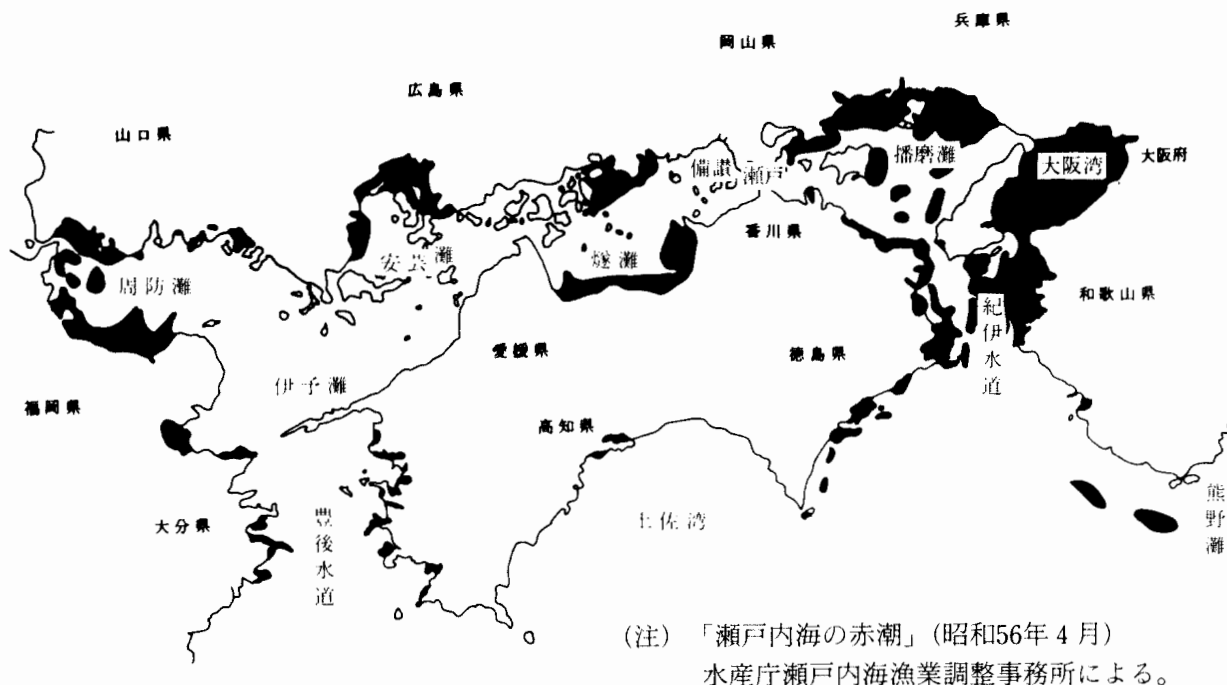 兵庫県
岡山県
広島県
山口県
大阪府
播磨灘
大阪湾
備讃
瀬戸
香川県
安芸灘
燧灘
周防灘
和歌山県
紀伊水道
愛媛県
徳島県
伊予灘
福岡県
高知県
大分県
豊後水道
土佐湾
熊野灘
(注) 「瀬戸内海の赤潮」(昭和56年4月)
水産庁瀬戸内海漁業調整事務所による。